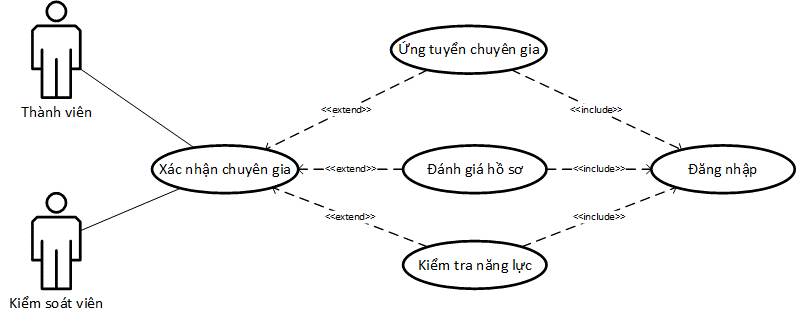 Ứng tuyển chuyên gia
Thành viên
<<extend>>
<<include>>
Xác nhận chuyên gia
<<extend>>
Đánh giá hồ sơ
<<include>>
Đăng nhập
<<extend>>
<<include>>
Kiểm tra năng lực
Kiểm soát viên